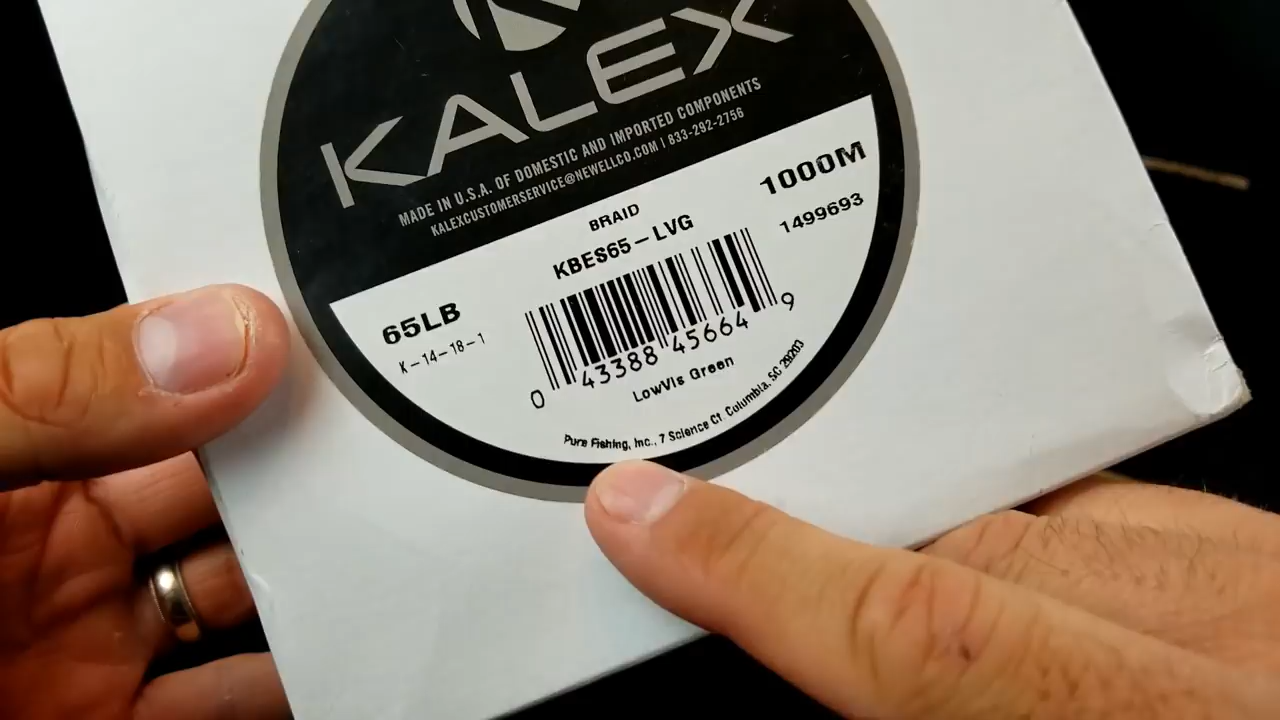 KALEX
MADE IN U.S.A. OF DOMESTIC AND IMPORTED COMPONENTS
KALEXCUSTOMERSERVICE@NEWELLCO.COM | 833-292-2756
BRAID
1000M
KBES65-LVG
1499693
65LB
K-14-18-1
0 43388 45664 9
LowVis Green
Pure Fishing, Inc., 7 Science Ct. Columbia, SC 29203